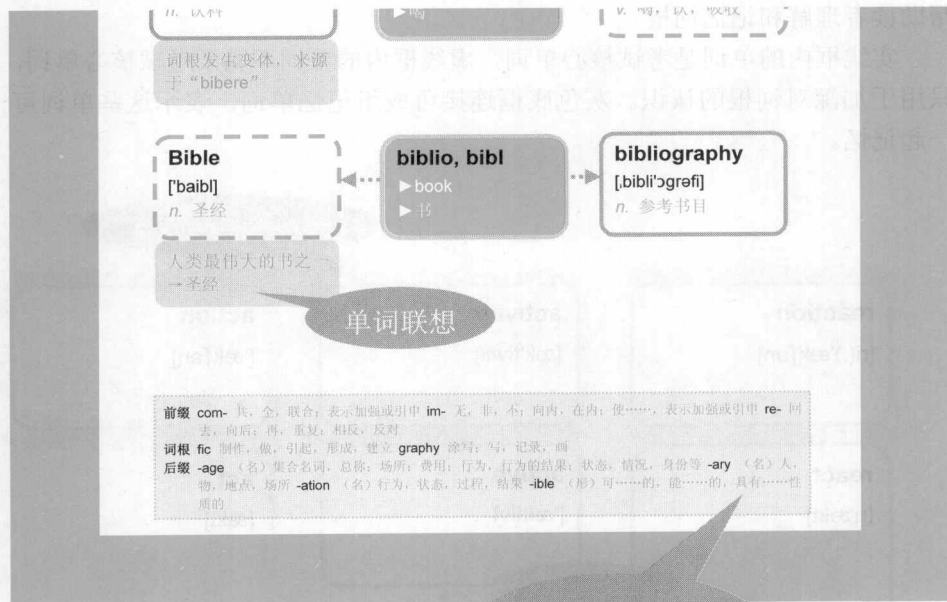 n. 饮料
▶喝
v. 喝，饮，吸收
词根发生变体，来源
于“bibere”
Bible
['baibl]
n. 圣经
biblio, bibl
▶book
▶书
bibliography
[,bibli'ɔgrəfi]
n. 参考书目
人类最伟大的书之一
→圣经
单词联想
前缀 com- 共，全，联合；表示加强或引申 im- 无，非，不；向内，在内；使……，表示加强或引申 re- 回
去，向后；再，重复；相反，反对
词根 fic 制作，做，引起，形成，建立 graphy 涂写；写，记录，画
后缀 -age （名）集合名词，总称；场所；费用；行为，行为的结果；状态，情况，身份等 -ary （名）人，
物，地点，场所 -ation （名）行为，状态，过程，结果 -ible （形）可……的，能……的，具有……性
质的